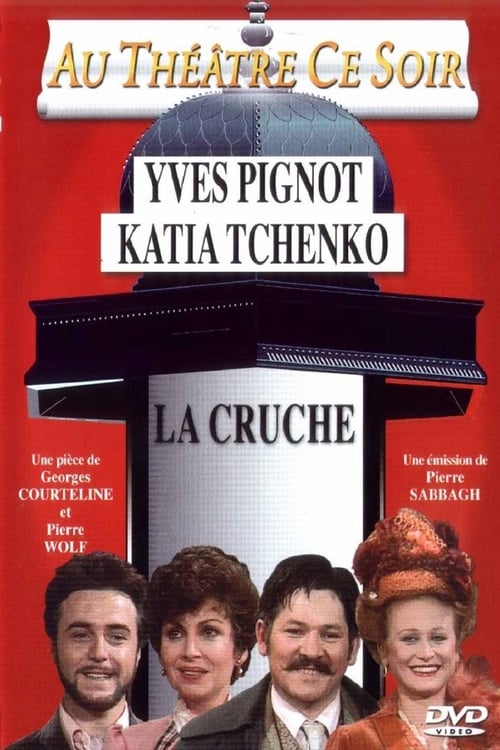 AU THÉÂTRE CE SOIR
YVES PIGNOT
KATIA TCHENKO
LA CRUCHE
Une pièce de
Georges
COURTELINE
et
Pierre
WOLF
Une émission de
Pierre
SABBAGH
DVD
VIDEO